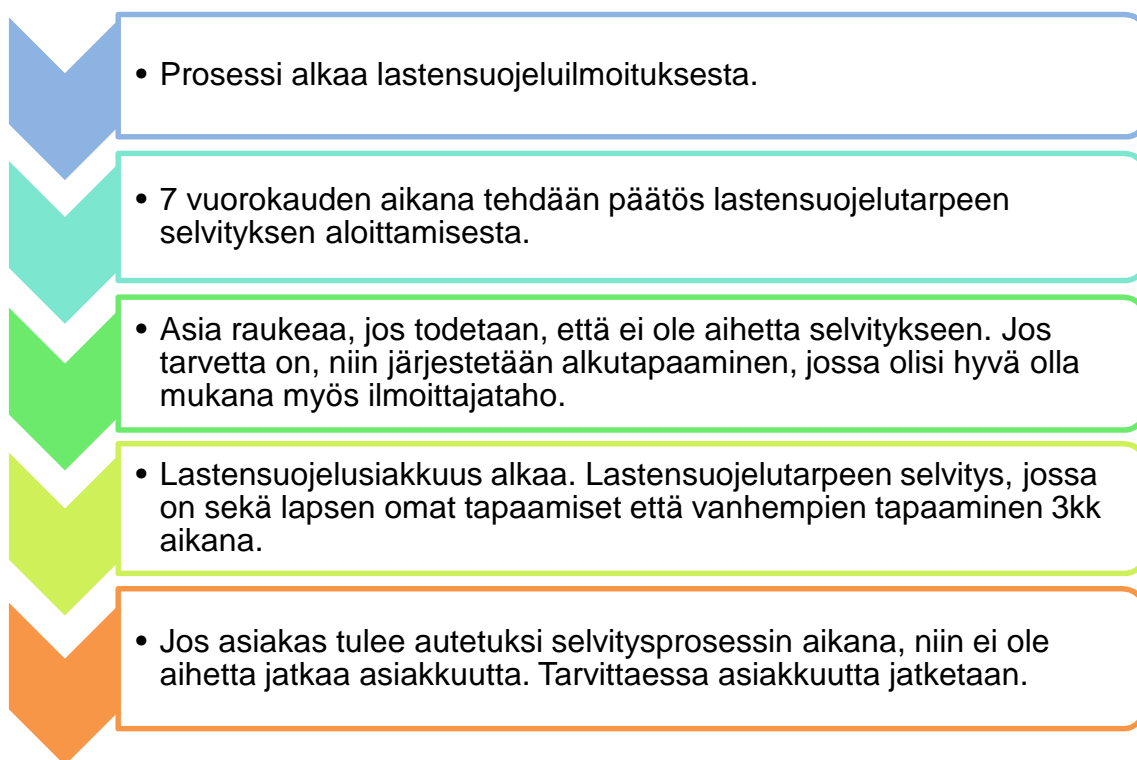 • Prosessi alkaa lastensuojeluilmoituksesta.
• 7 vuorokauden aikana tehdään päätös lastensuojelutarpeen
selvityksen aloittamisesta.
• Asia raukeaa, jos todetaan, että ei ole aihetta selvitykseen. Jos
tarvetta on, niin järjestetään alkutapaaminen, jossa olisi hyvä olla
mukana myös ilmoittajataho.
• Lastensuojelusiakkuus alkaa. Lastensuojelutarpeen selvitys, jossa
on sekä lapsen omat tapaamiset että vanhempien tapaaminen 3kk
aikana.
• Jos asiakas tulee autetuksi selvitysprosessin aikana, niin ei ole
aihetta jatkaa asiakkuutta. Tarvittaessa asiakkuutta jatketaan.